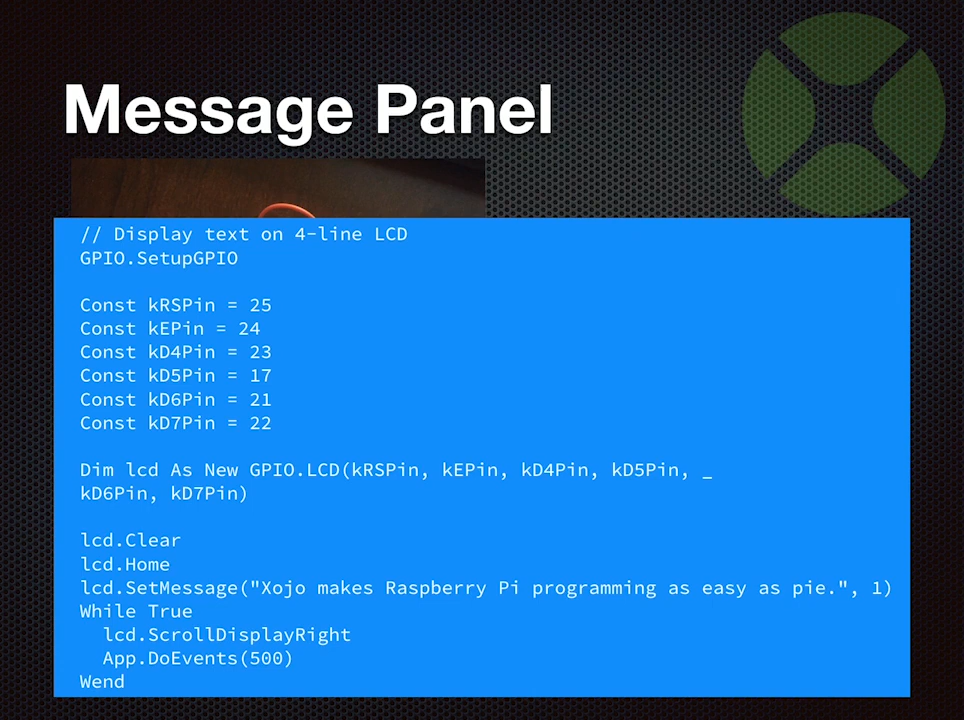 Message Panel
// Display text on 4-line LCD
GPIO.SetupGPIO
Const kRSPin = 25
Const kEPin = 24
Const kD4Pin = 23
Const kD5Pin = 17
Const kD6Pin = 21
Const kD7Pin = 22
Dim lcd As New GPIO.LCD(kRSPin, kEPin, kD4Pin, kD5Pin, _
kD6Pin, kD7Pin)
lcd.Clear
lcd.Home
lcd.SetMessage("Xojo makes Raspberry Pi programming as easy as pie.", 1)
While True
  lcd.ScrollDisplayRight
  App.DoEvents(500)
Wend